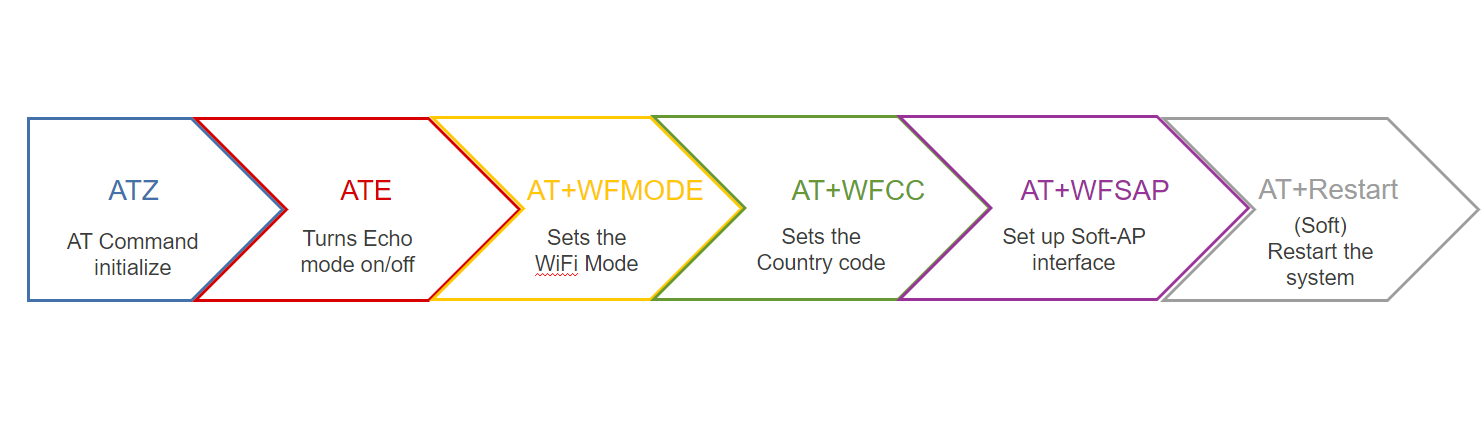 ATZ
AT Command
initialize
ATE
Turns Echo
mode on/off
AT+WFMODE
Sets the
WiFi Mode
AT+WFCC
Sets the
Country code
AT+WFSAP
Set up Soft-AP
interface
AT+Restart
(Soft)
Restart the
system